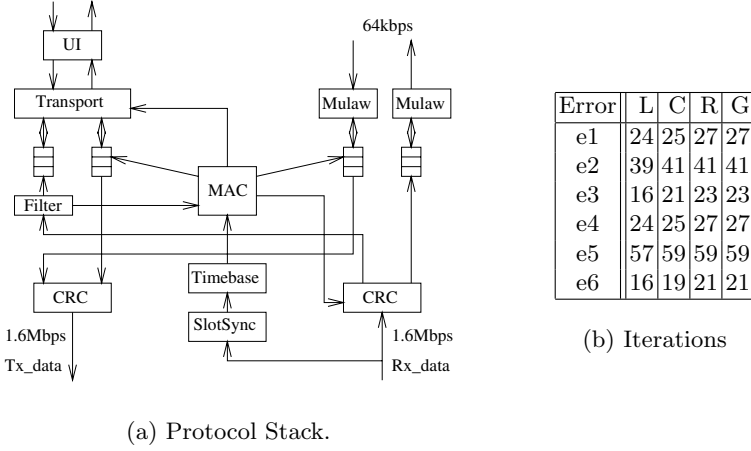 UI
64kbps
Transport
Mulaw
Mulaw
MAC
Filter
Timebase
CRC
CRC
SlotSync
1.6Mbps
1.6Mbps
Tx_data
Rx_data
(a) Protocol Stack.
Error L C R G
e1 24 25 27 27
e2 39 41 41 41
e3 16 21 23 23
e4 24 25 27 27
e5 57 59 59 59
e6 16 19 21 21
(b) Iterations